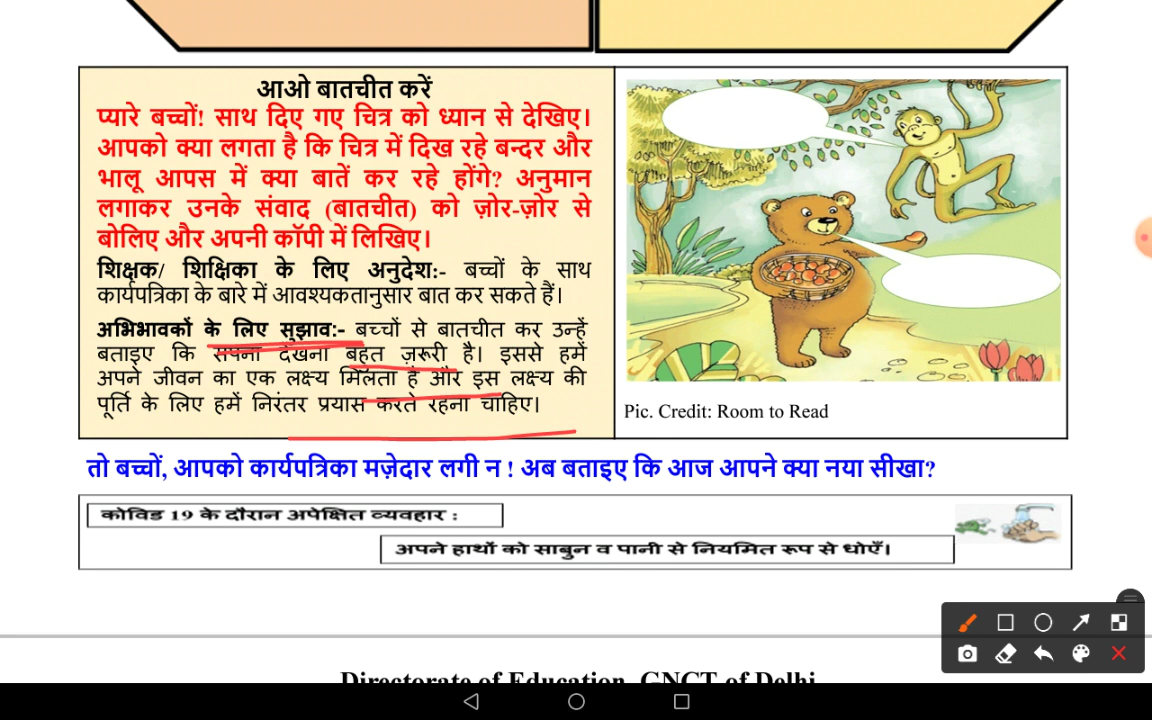 आओ बातचीत करें
प्यारे बच्चों! साथ दिए गए चित्र को ध्यान से देखिए।
आपको क्या लगता है कि चित्र में दिख रहे बन्दर और
भालू आपस में क्या बातें कर रहे होंगे? अनुमान
लगाकर उनके संवाद (बातचीत) को ज़ोर-ज़ोर से
बोलिए और अपनी कॉपी में लिखिए।
शिक्षक/ शिक्षिका के लिए अनुदेश:- बच्चों के साथ
कार्यपत्रिका के बारे में आवश्यकतानुसार बात कर सकते हैं।
अभिभावकों के लिए सुझाव:- बच्चों से बातचीत कर उन्हें
बताइए कि सपना देखना बहुत ज़रूरी है। इससे हमें
अपने जीवन का एक लक्ष्य मिलता है और इस लक्ष्य की
पूर्ति के लिए हमें निरंतर प्रयास करते रहना चाहिए।
Pic. Credit: Room to Read
तो बच्चों, आपको कार्यपत्रिका मज़ेदार लगी न ! अब बताइए कि आज आपने क्या नया सीखा?
कोविड 19 के दौरान अपेक्षित व्यवहार :
अपने हाथों को साबुन व पानी से नियमित रूप से धोएँ।
Directorate of Education, GNCT of Delhi